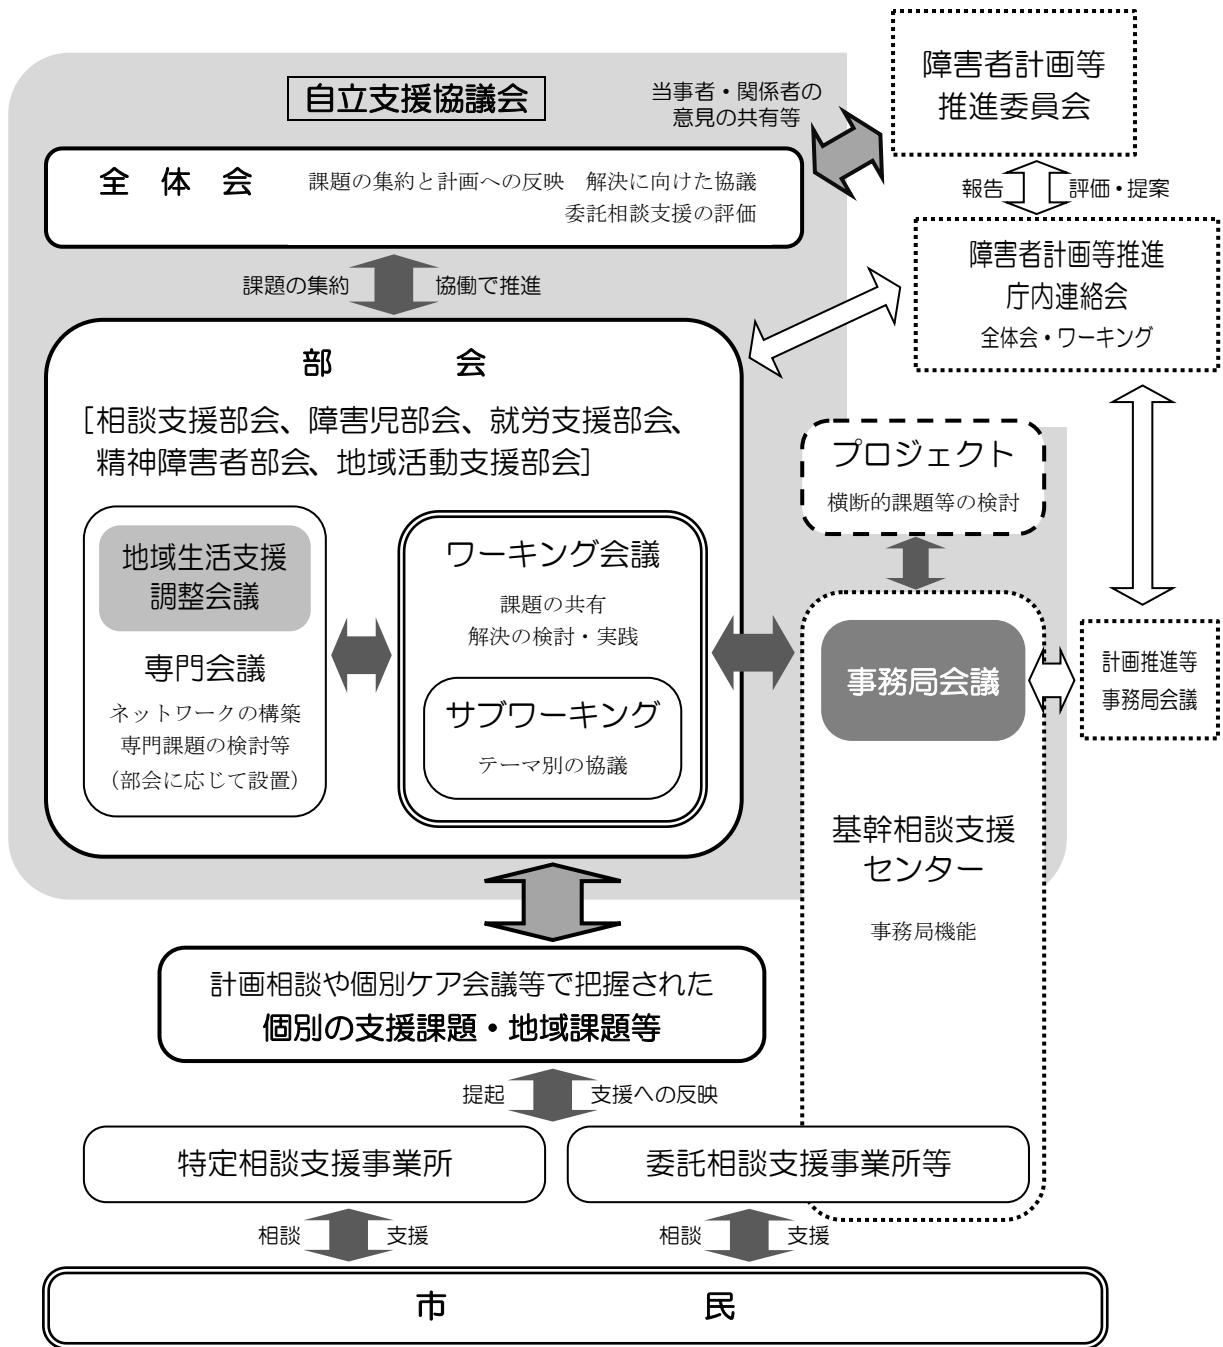 障害者計画等
推進委員会
自立支援協議会
当事者・関係者の
意見の共有等
全　体　会
課題の集約と計画への反映　解決に向けた協議
委託相談支援の評価
報告
評価・提案
障害者計画等推進
庁内連絡会
全体会・ワーキング
課題の集約
協働で推進
部　会
[相談支援部会、障害児部会、就労支援部会、
精神障害者部会、地域活動支援部会]
プロジェクト
横断的課題等の検討
地域生活支援
調整会議
専門会議
ネットワークの構築
専門課題の検討等
（部会に応じて設置）
ワーキング会議
課題の共有
解決の検討・実践
サブワーキング
テーマ別の協議
事務局会議
計画推進等
事務局会議
基幹相談支援
センター
事務局機能
計画相談や個別ケア会議等で把握された
個別の支援課題・地域課題等
提起
支援への反映
特定相談支援事業所
委託相談支援事業所等
相談
支援
相談
支援
市　民